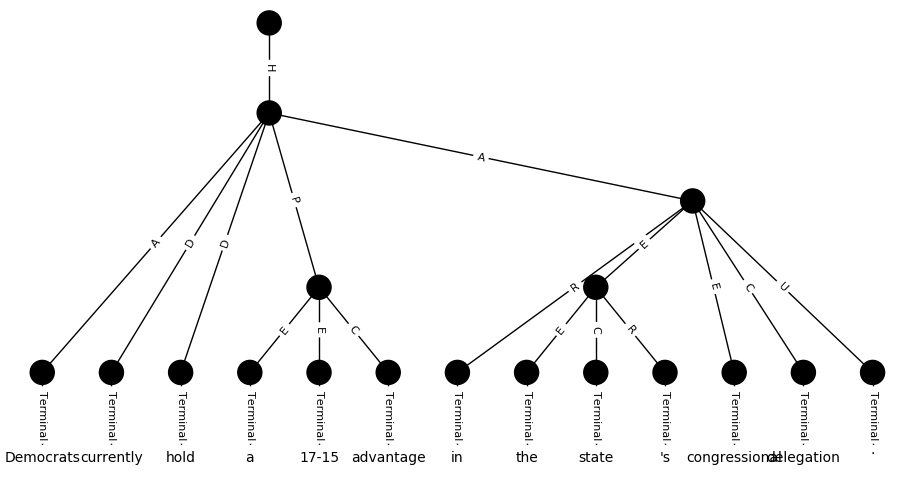 H
A
P
A D D
E
R E C U
E E C
E C R
Terminal. Terminal. Terminal. Terminal. Terminal. Terminal. Terminal. Terminal. Terminal. Terminal. Terminal. Terminal. Terminal.
Democrats currently hold a 17-15 advantage in the state 's congressional delegation .